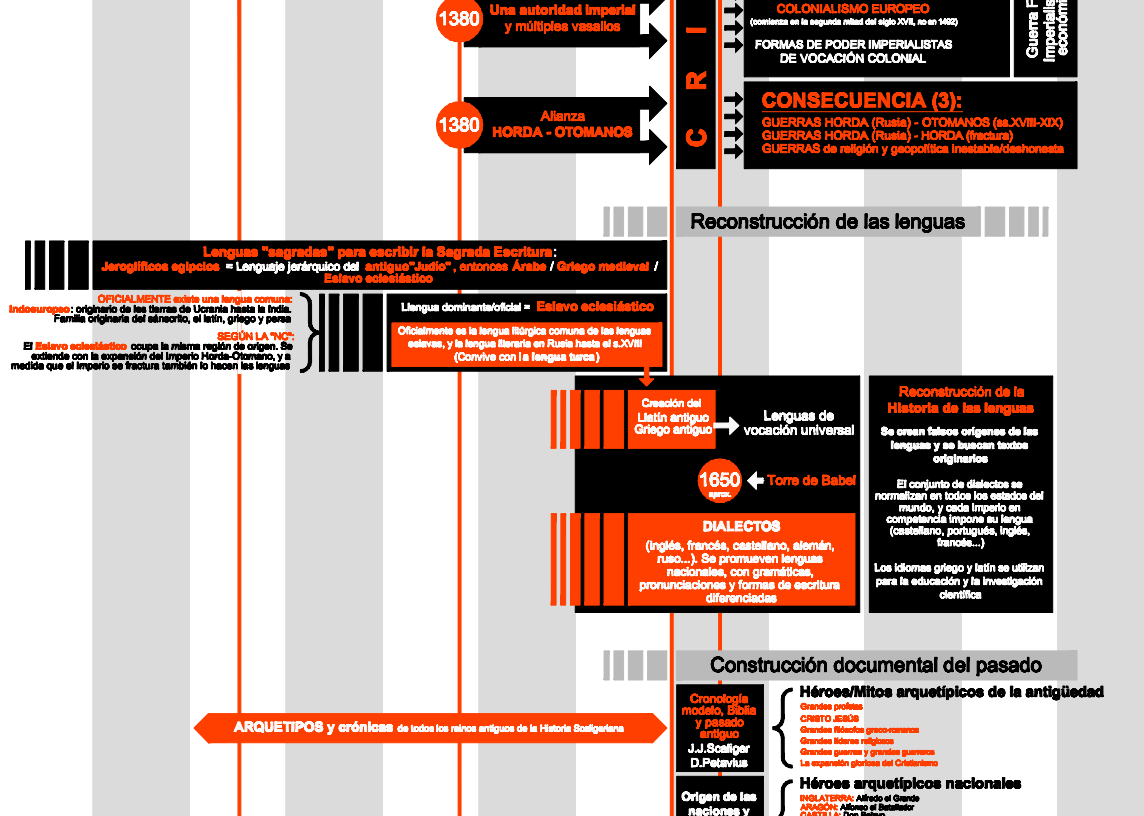 1380
Una autoridad imperial
y múltiples vasallos
COLONIALISMO EUROPEO
(comienza en la segunda mitad del siglo XVII, no en 1492)
FORMAS DE PODER IMPERIALISTAS
DE VOCACIÓN COLONIAL
Guerra F
Imperialis
económi
C R I
1380
Alianza
HORDA - OTOMANOS
CONSECUENCIA (3):
GUERRAS HORDA (Rusia) - OTOMANOS (ss.XVIII-XIX)
GUERRAS HORDA (Rusia) - HORDA (fractura)
GUERRAS de religión y geopolítica inestable/deshonesta
Reconstrucción de las lenguas
Lenguas "sagradas" para escribir la Sagrada Escritura:
Jeroglíficos egipcios = Lenguaje jerárquico del antiguo"Judío", entonces Árabe / Griego medieval /
Eslavo eclesiástico
OFICIALMENTE existe una lengua comuna:
Indoeuropeo: originario de les tierras de Ucrania hasta la India.
Familia originaria del sánscrito, el latín, griego y persa
SEGÚN LA "NC":
El Eslavo eclesiástico ocupa la misma región de origen. Se
extiende con la expansión del Imperio Horda-Otomano, y a
medida que el imperio se fractura también lo hacen las lenguas
Llengua dominante/oficial = Eslavo eclesiástico
Oficialmente es la lengua litúrgica comuna de las lenguas
eslavas, y la lengua literaria en Rusia hasta el s.XVIII
(Convive con la lengua turca)
Creación del
Llatín antiguo
Griego antiguo
Lenguas de
vocación universal
1650
aprox.
Torre de Babel
DIALECTOS
(inglés, francés, castellano, alemán,
ruso...). Se promueven lenguas
nacionales, con gramáticas,
pronunciaciones y formas de escritura
diferenciadas
Reconstrucción de la
Historia de las lenguas
Se crean falsos orígenes de las
lenguas y se buscan textos
originarios
El conjunto de dialectos se
normalizan en todos los estados del
mundo, y cada imperio en
competencia impone su lengua
(castellano, portugués, inglés,
francés...)
Los idiomas griego y latín se utilizan
para la educación y la investigación
científica
Construcción documental del pasado
ARQUETIPOS y crónicas de todos los reinos antiguos de la Historia Scaligeriana
Cronología
modelo, Biblia
y pasado
antiguo
J.J.Scaliger
D.Petavius
Héroes/Mitos arquetípicos de la antigüedad
Grandes profetas
CRISTO JESÚS
Grandes filósofos greco-romanos
Grandes líderes religiosos
Grandes guerras y grandes guerreros
La expansión gloriosa del Cristianismo
Origen de las
naciones y
Héroes arquetípicos nacionales
INGLATERRA: Alfredo el Grande
ARAGÓN: Alfonso el Batallador
CASTILLA: Don Pelayo